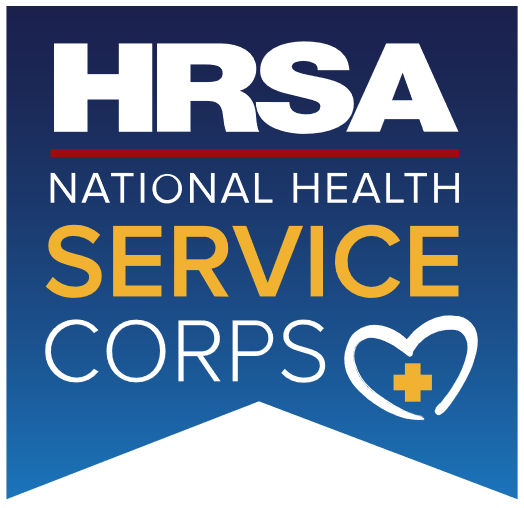 HRSA
NATIONAL HEALTH
SERVICE
CORPS